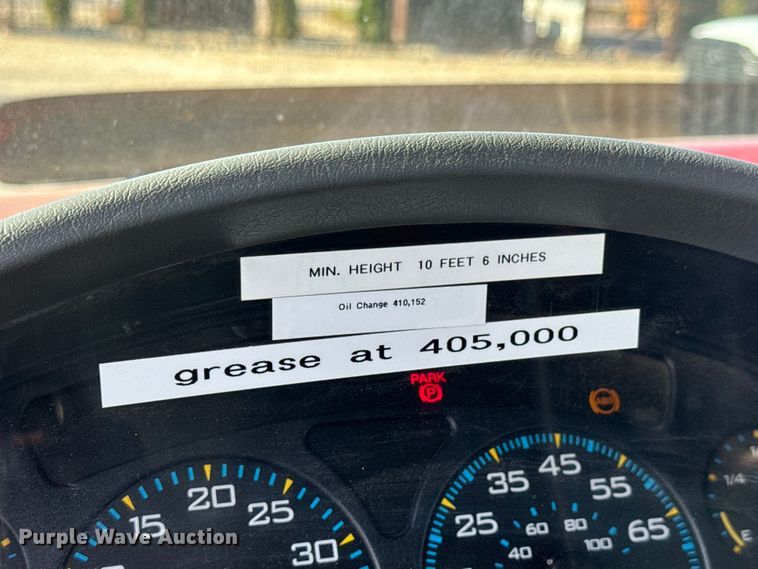 MIN. HEIGHT 10 FEET 6 INCHES
Oil Change 410,152
grease at 405,000
PARK
P
ABS
20
15
25
30
45
35
55
25
65
60
80
40
100
1/4
E
Purple Wave Auction